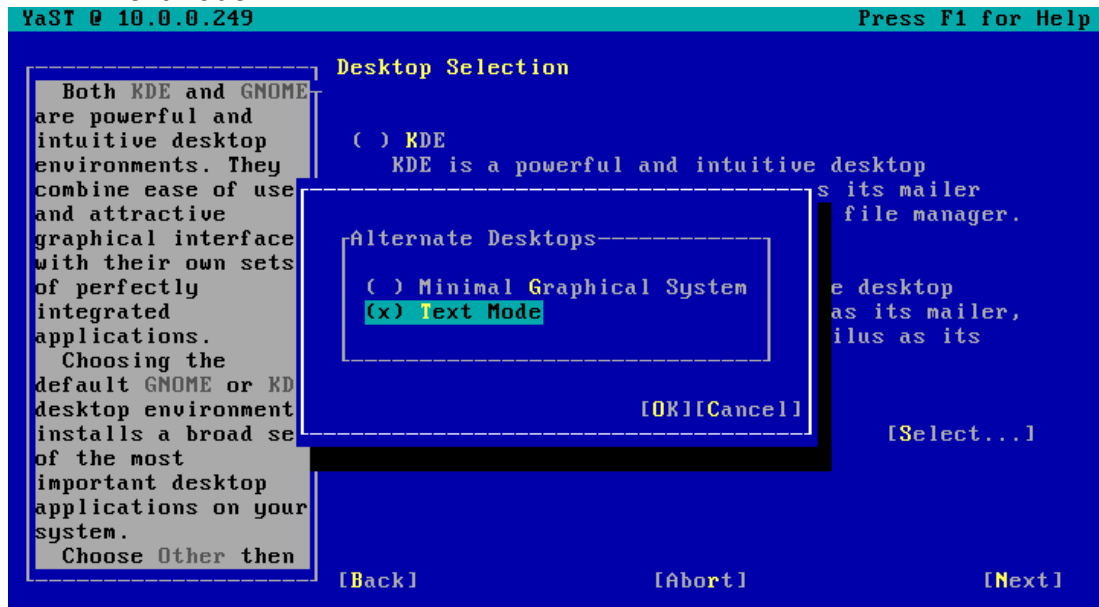 YaST @ 10.0.0.249
Press F1 for Help
Desktop Selection
Both KDE and GNOME
are powerful and
intuitive desktop
environments. They
combine ease of use
and attractive
graphical interface
with their own sets
of perfectly
integrated
applications.
Choosing the
default GNOME or KD
desktop environment
installs a broad se
of the most
important desktop
applications on your
system.
Choose Other then
( ) KDE
KDE is a powerful and intuitive desktop
s its mailer
file manager.
e desktop
as its mailer,
ilus as its
Alternate Desktops
( ) Minimal Graphical System
(x) Text Mode
[OK][Cancel]
[Select...]
[Back] [Abort] [Next]